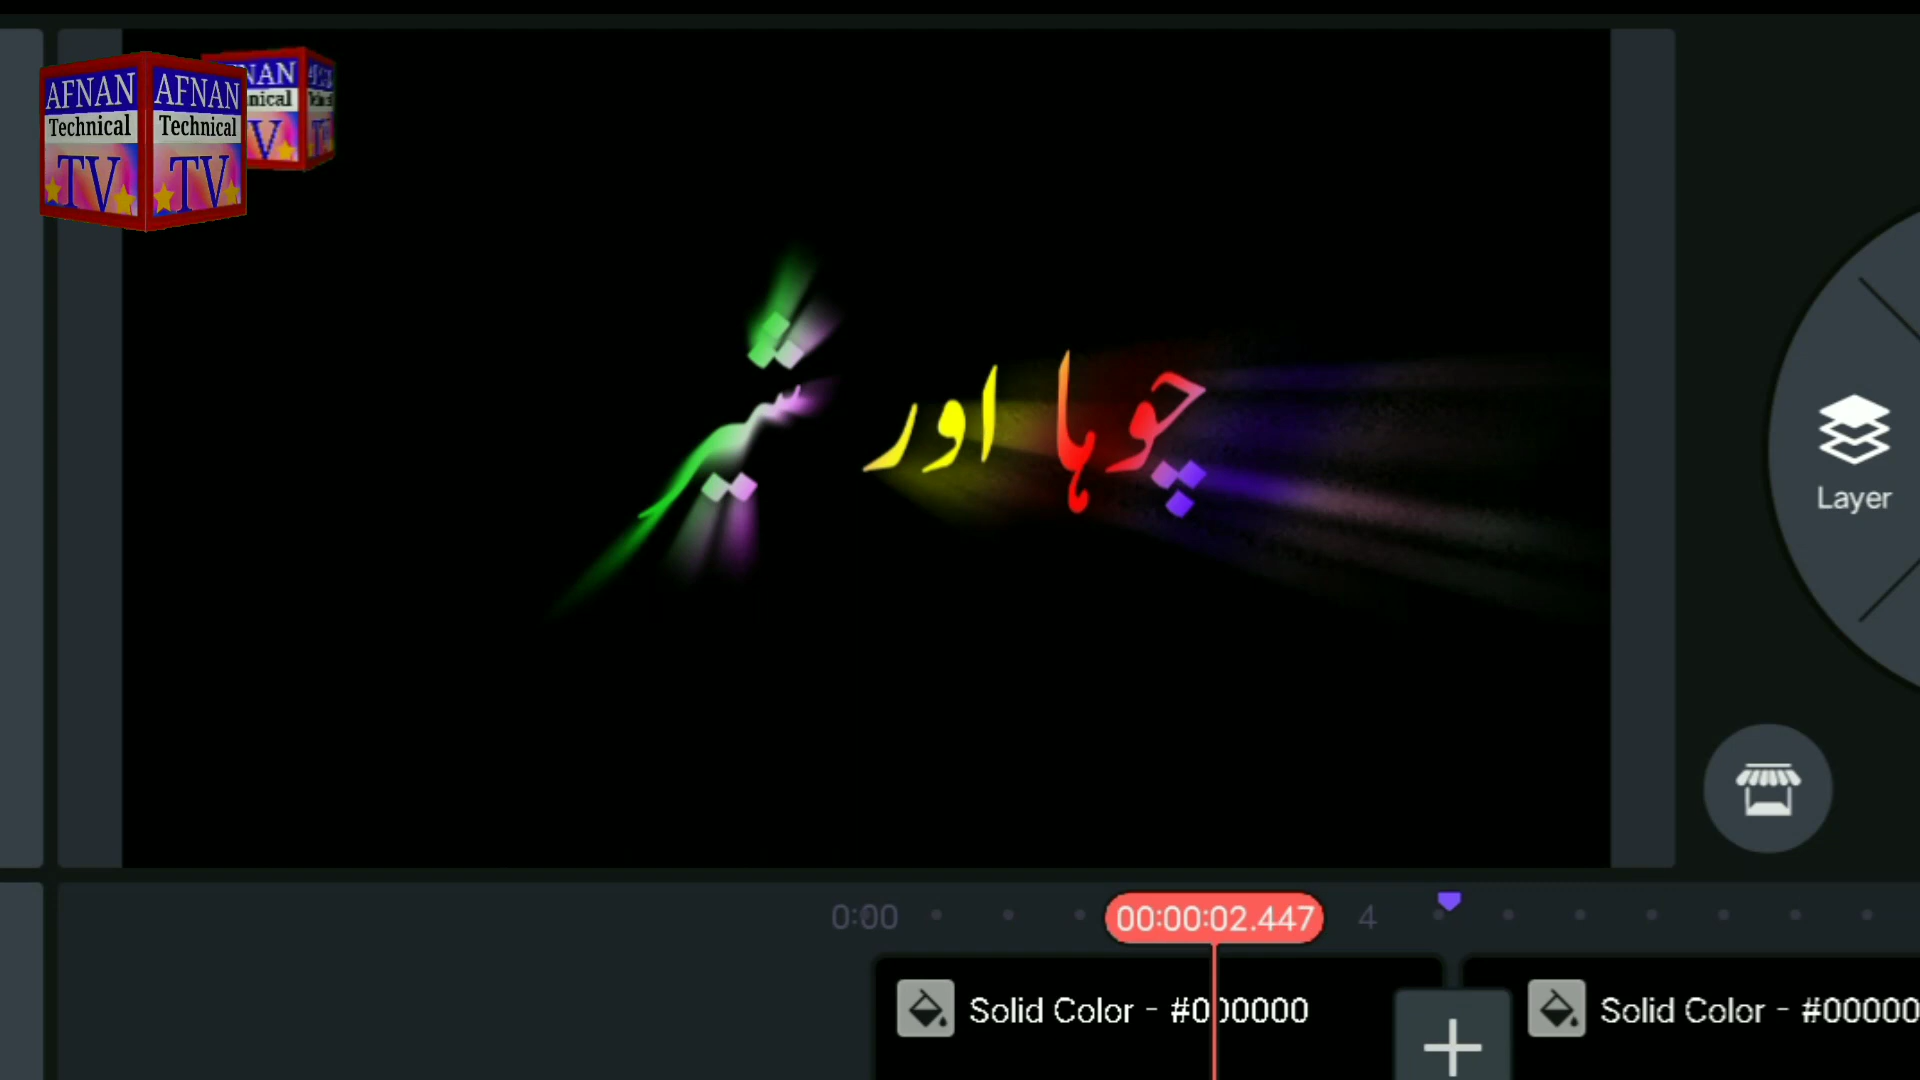 AFNAN AFNAN
Technical Technical
TV TV
چوہا اور شیر
Layer
0:00 00:00:02.447 4
Solid Color - #000000
Solid Color - #00000